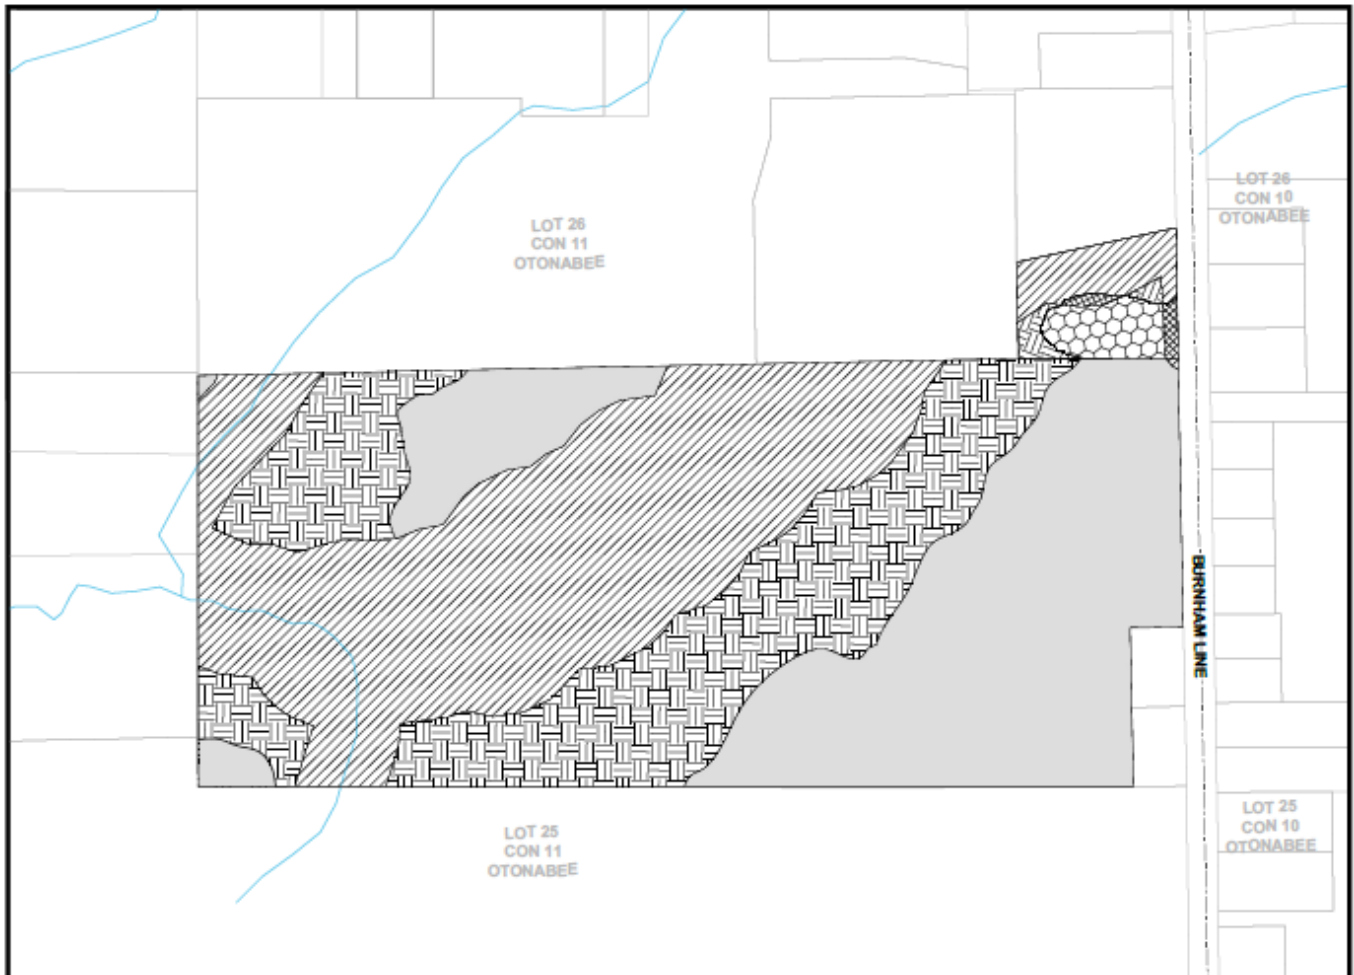 LOT 26
CON 10
OTONABEE
LOT 26
CON 11
OTONABEE
BURNHAM LINE
LOT 25
CON 10
OTONABEE
LOT 25
CON 11
OTONABEE